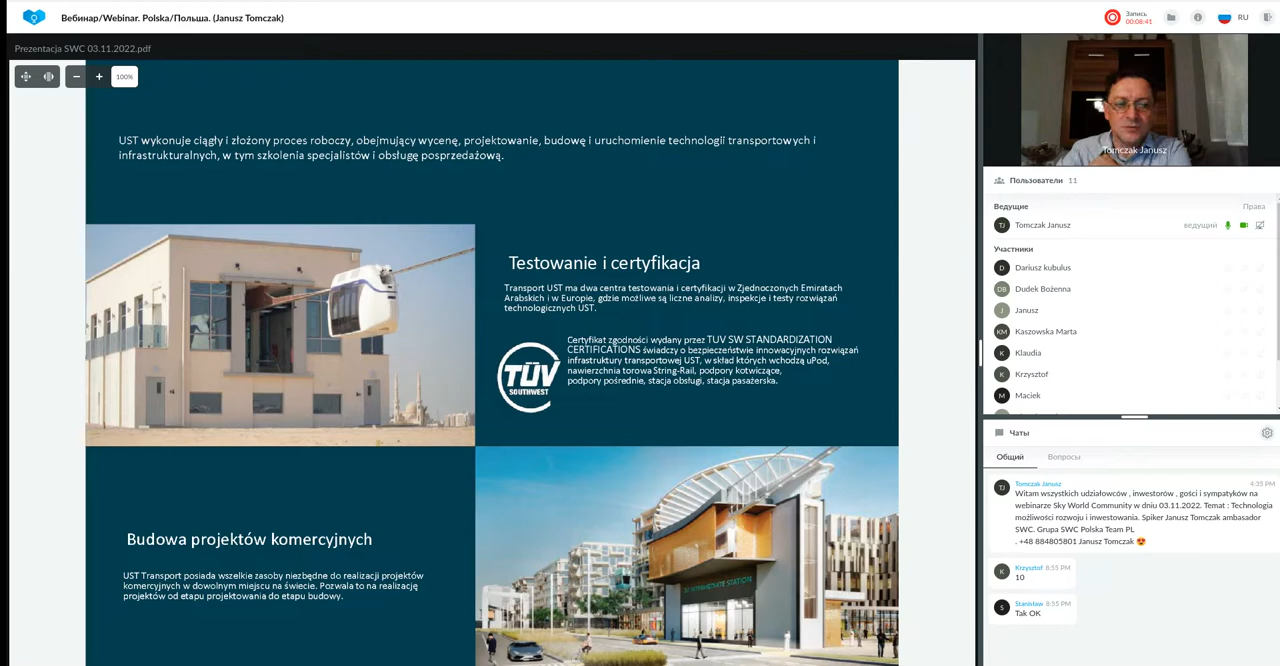 Вебинар/Webinar. Polska/Польша. (Janusz Tomczak)
Запись
00:08:41
RU
Prezentacja SWC 03.11.2022.pdf
100%
UST wykonuje ciągły i złożony proces roboczy, obejmujący wycenę, projektowanie, budowę i uruchomienie technologii transportowych i
infrastrukturalnych, w tym szkolenia specjalistów i obsługę posprzedażową.
Testowanie i certyfikacja
Transport UST ma dwa centra testowania i certyfikacji w Zjednoczonych Emiratach
Arabskich i w Europie, gdzie możliwe są liczne analizy, inspekcje i testy rozwiązań
technologicznych UST.
TÜV
SOUTHWEST
Certyfikat zgodności wydany przez TUV SW STANDARDIZATION
CERTIFICATIONS świadczy o bezpieczeństwie innowacyjnych rozwiązań
infrastruktury transportowej UST, w skład których wchodzą uPod,
nawierzchnia torowa String-Rail, podpory kotwiczące,
podpory pośrednie, stacja obsługi, stacja pasażerska.
Budowa projektów komercyjnych
UST Transport posiada wszelkie zasoby niezbędne do realizacji projektów
komercyjnych w dowolnym miejscu na świecie. Pozwala to na realizację
projektów od etapu projektowania do etapu budowy.
INTERMEDIATE STATION
Tomczak Janusz
Пользователи 11
Ведущие Права
TJ Tomczak Janusz ведущий
Участники
D Dariusz kubulus
DB Dudek Bożenna
J Janusz
KM Kaszowska Marta
K Klaudia
K Krzysztof
M Maciek
Чаты
Общий Вопросы
TJ Tomczak Janusz 4:35 PM
Witam wszystkich udziałowców , inwestorów , gości i sympatyków na
webinarze Sky World Community w dniu 03.11.2022. Temat : Technologia
możliwości rozwoju i inwestowania. Spiker Janusz Tomczak ambasador
SWC. Grupa SWC Polska Team PL
. +48 884805801 Janusz Tomczak 😍
K Krzysztof 8:55 PM
10
S Stanisław 8:55 PM
Tak OK